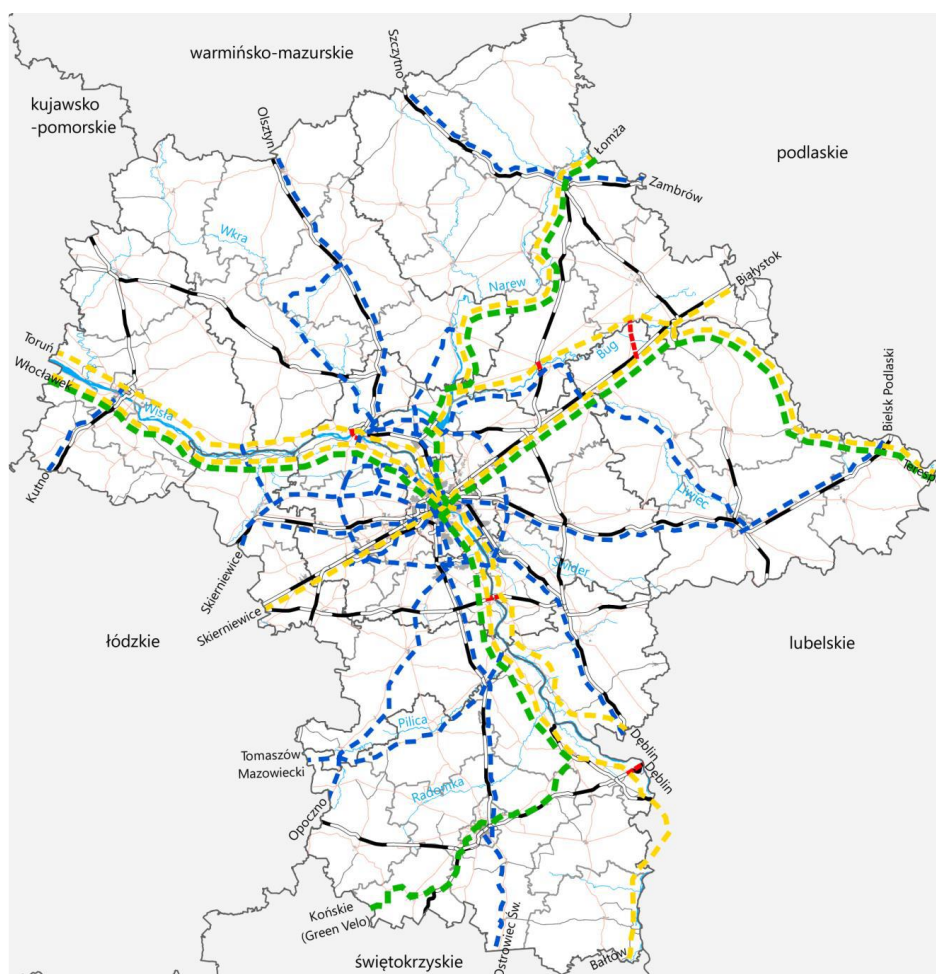 warmińsko-mazurskie
Szczytno
kujawsko
-pomorskie
Olsztyn
Łomża
podlaskie
Zambrów
Wkra
Narew
Białystok
Toruń
Włocławek
Bug
Wisła
Bielsk Podlaski
Teresp
Kutno
Liwiec
Skierniewice
Świder
Skierniewice
łódzkie
lubelskie
Pilica
Dęblin
Tomaszów
Mazowiecki
Dęblin
Radomka
Opoczno
Końskie
(Green Velo)
Ostrowiec Św.
Bałtów
świętokrzyskie